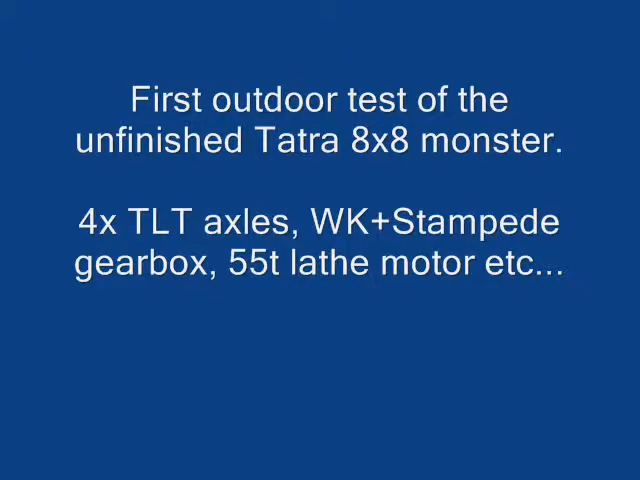 First outdoor test of the
unfinished Tatra 8x8 monster.
4x TLT axles, WK+Stampede
gearbox, 55t lathe motor etc...